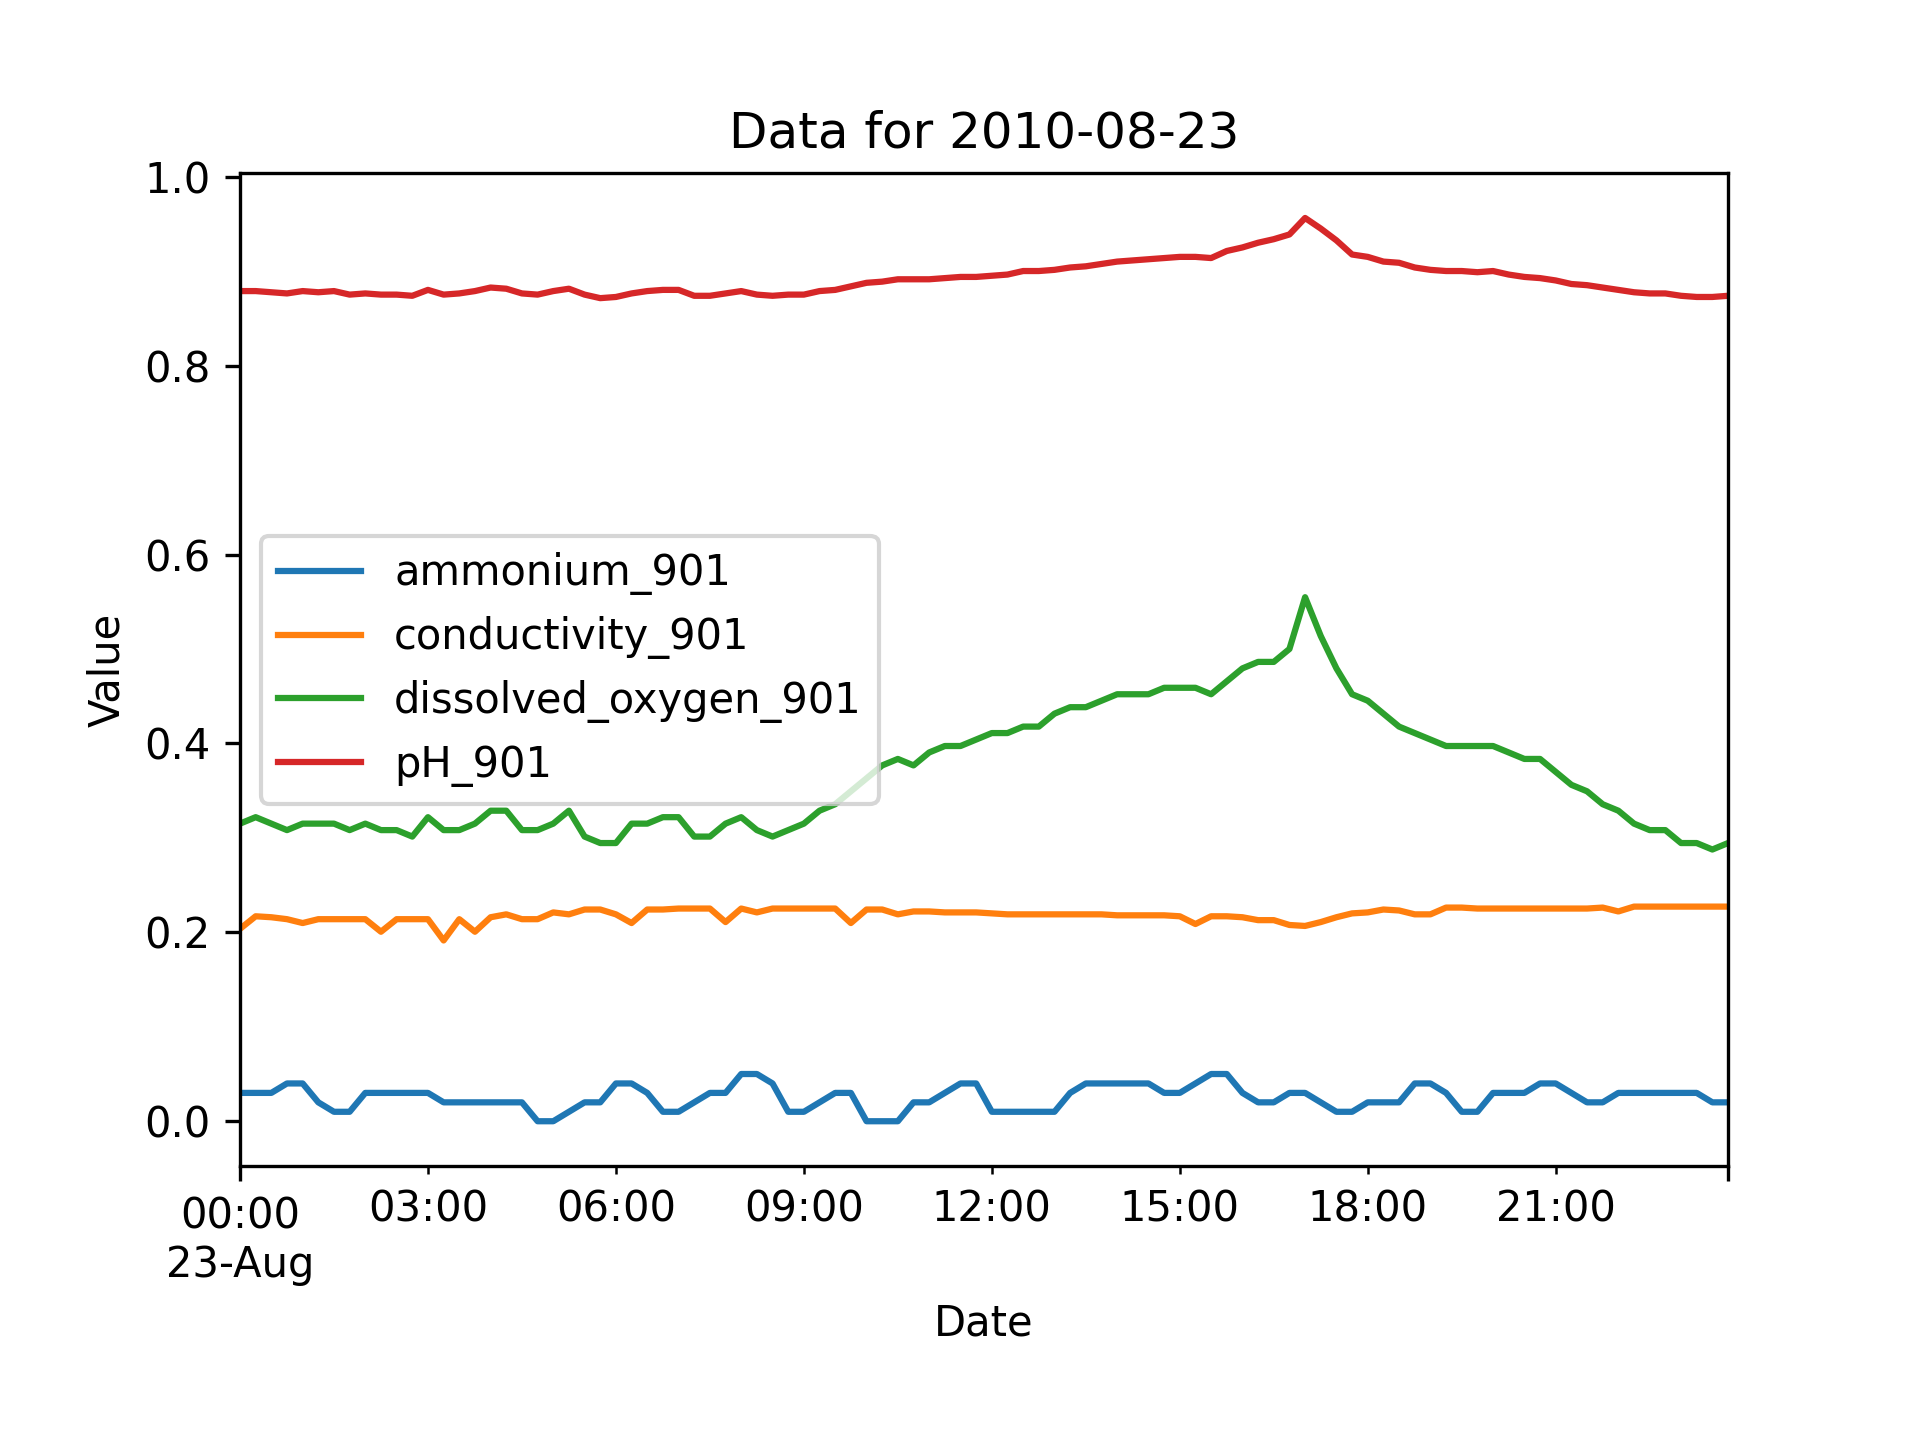 Data for 2010-08-23
1.0
0.8
0.6
0.4
0.2
0.0
Value
ammonium_901
conductivity_901
dissolved_oxygen_901
pH_901
00:00 03:00 06:00 09:00 12:00 15:00 18:00 21:00
23-Aug
Date